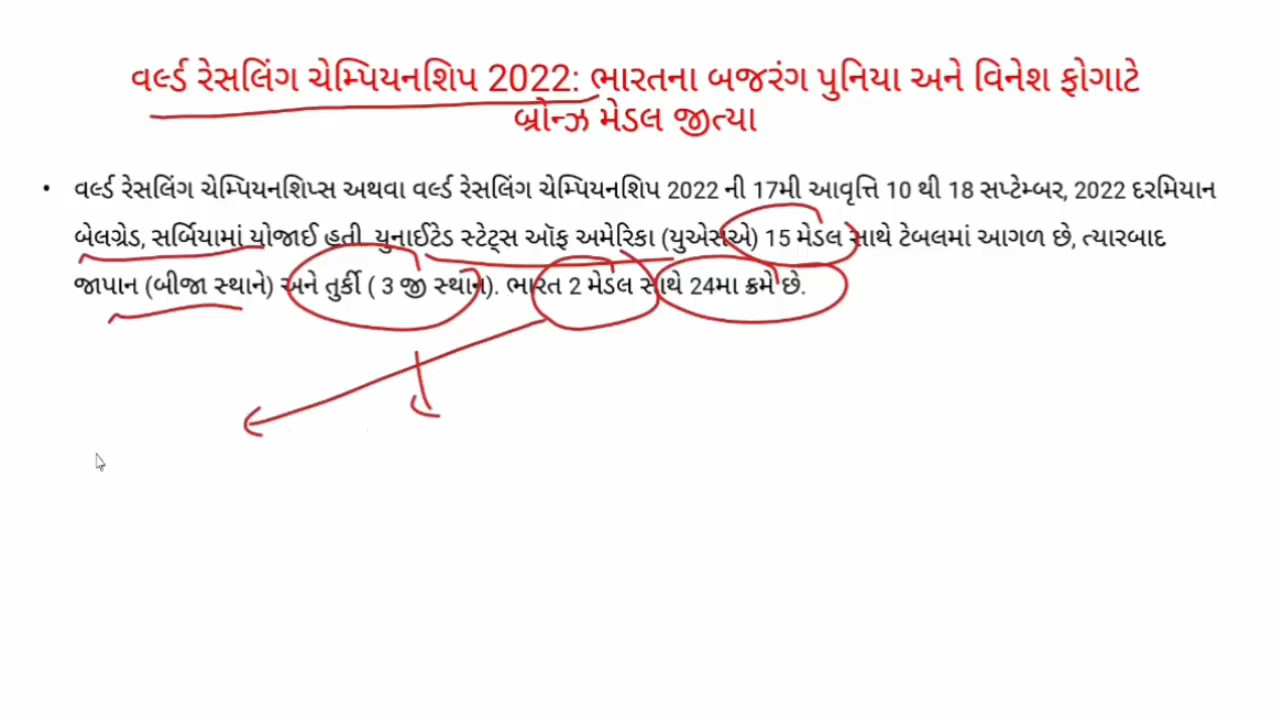 વર્લ્ડ રેસલિંગ ચેમ્પિયનશિપ 2022: ભારતના બજરંગ પુનિયા અને વિનેશ ફોગાટે
બ્રોન્ઝ મેડલ જીત્યા
• વર્લ્ડ રેસલિંગ ચેમ્પિયનશિપ્સ અથવા વર્લ્ડ રેસલિંગ ચેમ્પિયનશિપ 2022 ની 17મી આવૃત્તિ 10 થી 18 સપ્ટેમ્બર, 2022 દરમિયાન
બેલગ્રેડ, સર્બિયામાં યોજાઈ હતી. યુનાઈટેડ સ્ટેટ્સ ઑફ અમેરિકા (યુએસએ) 15 મેડલ સાથે ટેબલમાં આગળ છે, ત્યારબાદ
જાપાન (બીજા સ્થાને) અને તુર્કી ( 3 જી સ્થાન). ભારત 2 મેડલ સાથે 24મા ક્રમે છે.